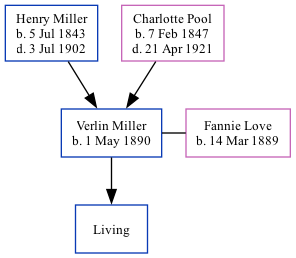 Henry Miller
b. 5 Jul 1843
d. 3 Jul 1902
Charlotte Pool
b. 7 Feb 1847
d. 21 Apr 1921
Verlin Miller
b. 1 May 1890
Fannie Love
b. 14 Mar 1889
Living